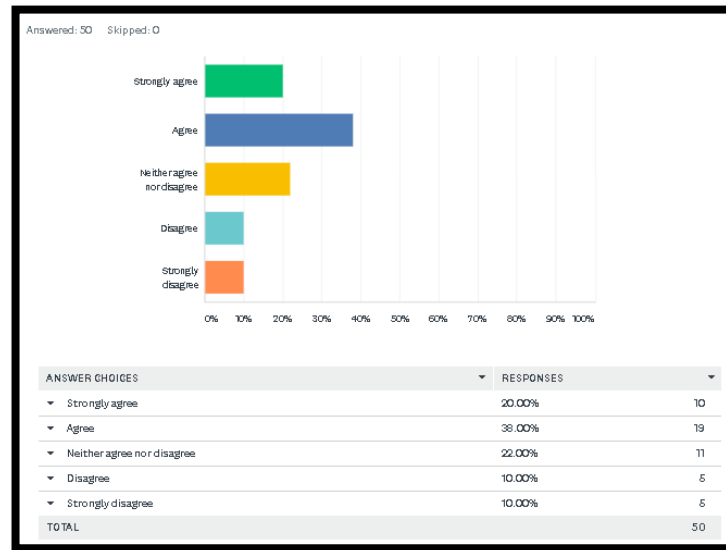 Answered: 50 Skipped: 0
Strongly agree
Agree
Neither agree
nor disagree
Disagree
Strongly
disagree
0% 10% 20% 30% 40% 50% 60% 70% 80% 90% 100%
ANSWER CHOICES RESPONSES
Strongly agree 20.00% 10
Agree 38.00% 19
Neither agree nor disagree 22.00% 11
Disagree 10.00% 5
Strongly disagree 10.00% 5
TOTAL 50